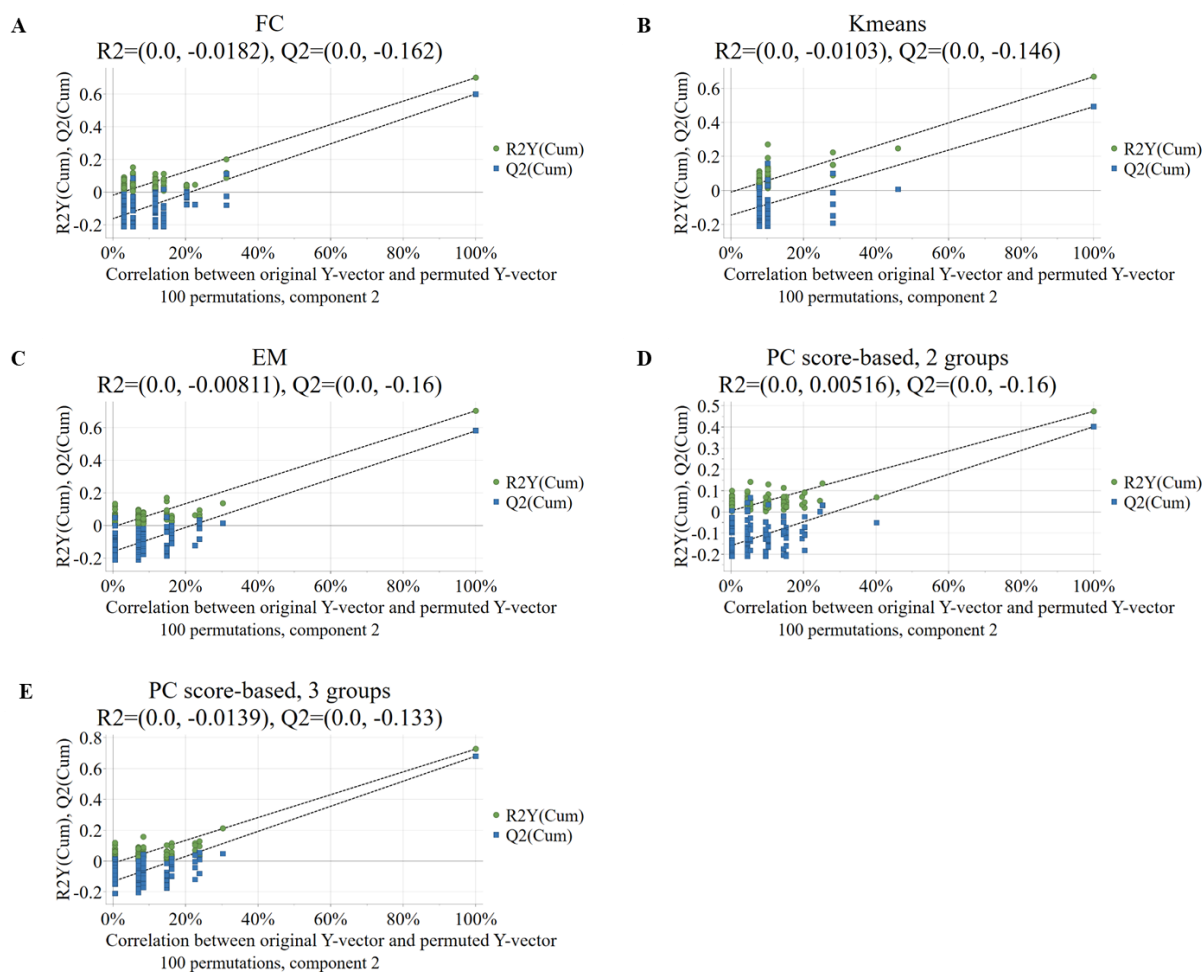 A
FC
R2=(0.0, -0.0182), Q2=(0.0, -0.162)
R2Y(Cum), Q2(Cum)
0.6
0.4
0.2
0
-0.2
0%
20%
40%
60%
80%
100%
R2Y(Cum)
Q2(Cum)
Correlation between original Y-vector and permuted Y-vector
100 permutations, component 2
B
Kmeans
R2=(0.0, -0.0103), Q2=(0.0, -0.146)
R2Y(Cum), Q2(Cum)
0.6
0.4
0.2
0
-0.2
0%
20%
40%
60%
80%
100%
R2Y(Cum)
Q2(Cum)
Correlation between original Y-vector and permuted Y-vector
100 permutations, component 2
C
EM
R2=(0.0, -0.00811), Q2=(0.0, -0.16)
R2Y(Cum), Q2(Cum)
0.6
0.4
0.2
0
-0.2
0%
20%
40%
60%
80%
100%
R2Y(Cum)
Q2(Cum)
Correlation between original Y-vector and permuted Y-vector
100 permutations, component 2
D
PC score-based, 2 groups
R2=(0.0, 0.00516), Q2=(0.0, -0.16)
R2Y(Cum), Q2(Cum)
0.5
0.4
0.3
0.2
0.1
0
-0.1
-0.2
0%
20%
40%
60%
80%
100%
R2Y(Cum)
Q2(Cum)
Correlation between original Y-vector and permuted Y-vector
100 permutations, component 2
E
PC score-based, 3 groups
R2=(0.0, -0.0139), Q2=(0.0, -0.133)
R2Y(Cum), Q2(Cum)
0.8
0.6
0.4
0.2
0
-0.2
0%
20%
40%
60%
80%
100%
R2Y(Cum)
Q2(Cum)
Correlation between original Y-vector and permuted Y-vector
100 permutations, component 2